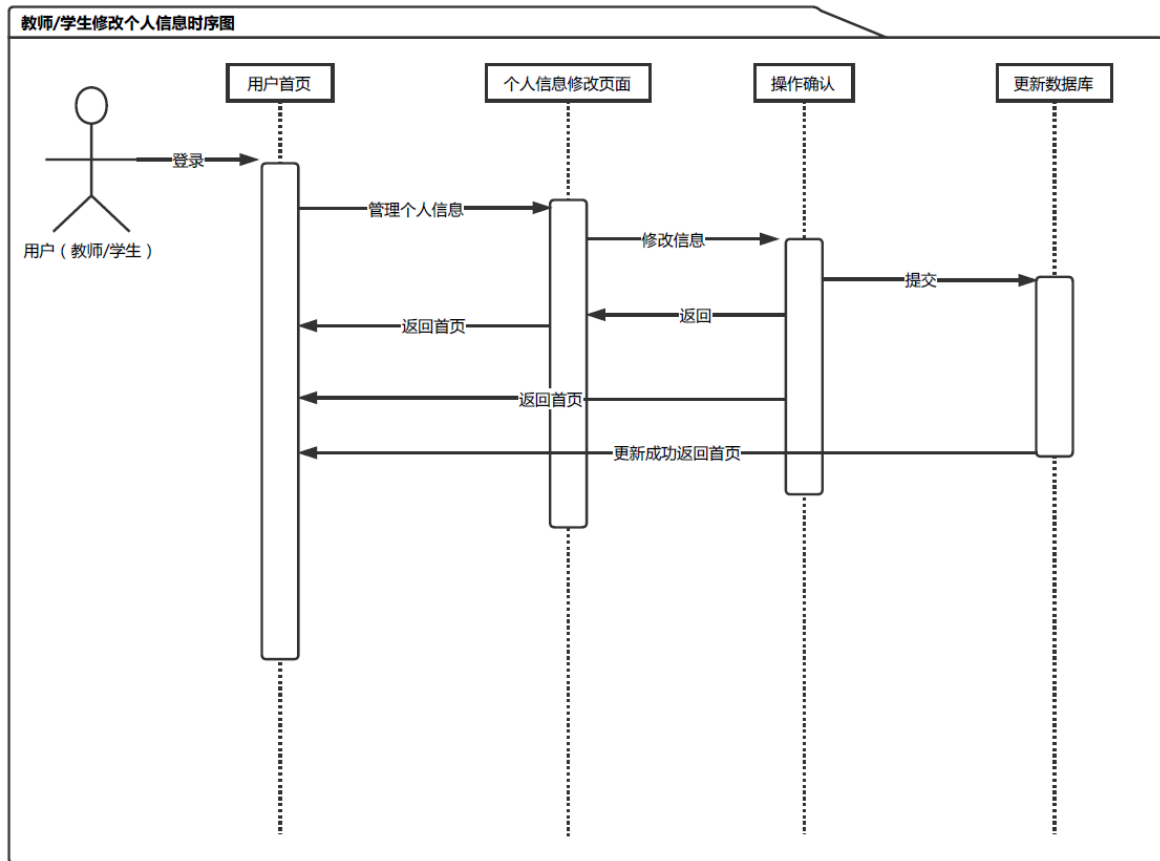 教师/学生修改个人信息时序图
用户首页
个人信息修改页面
操作确认
更新数据库
登录
用户（教师/学生）
管理个人信息
修改信息
提交
返回
返回首页
返回首页
更新成功返回首页